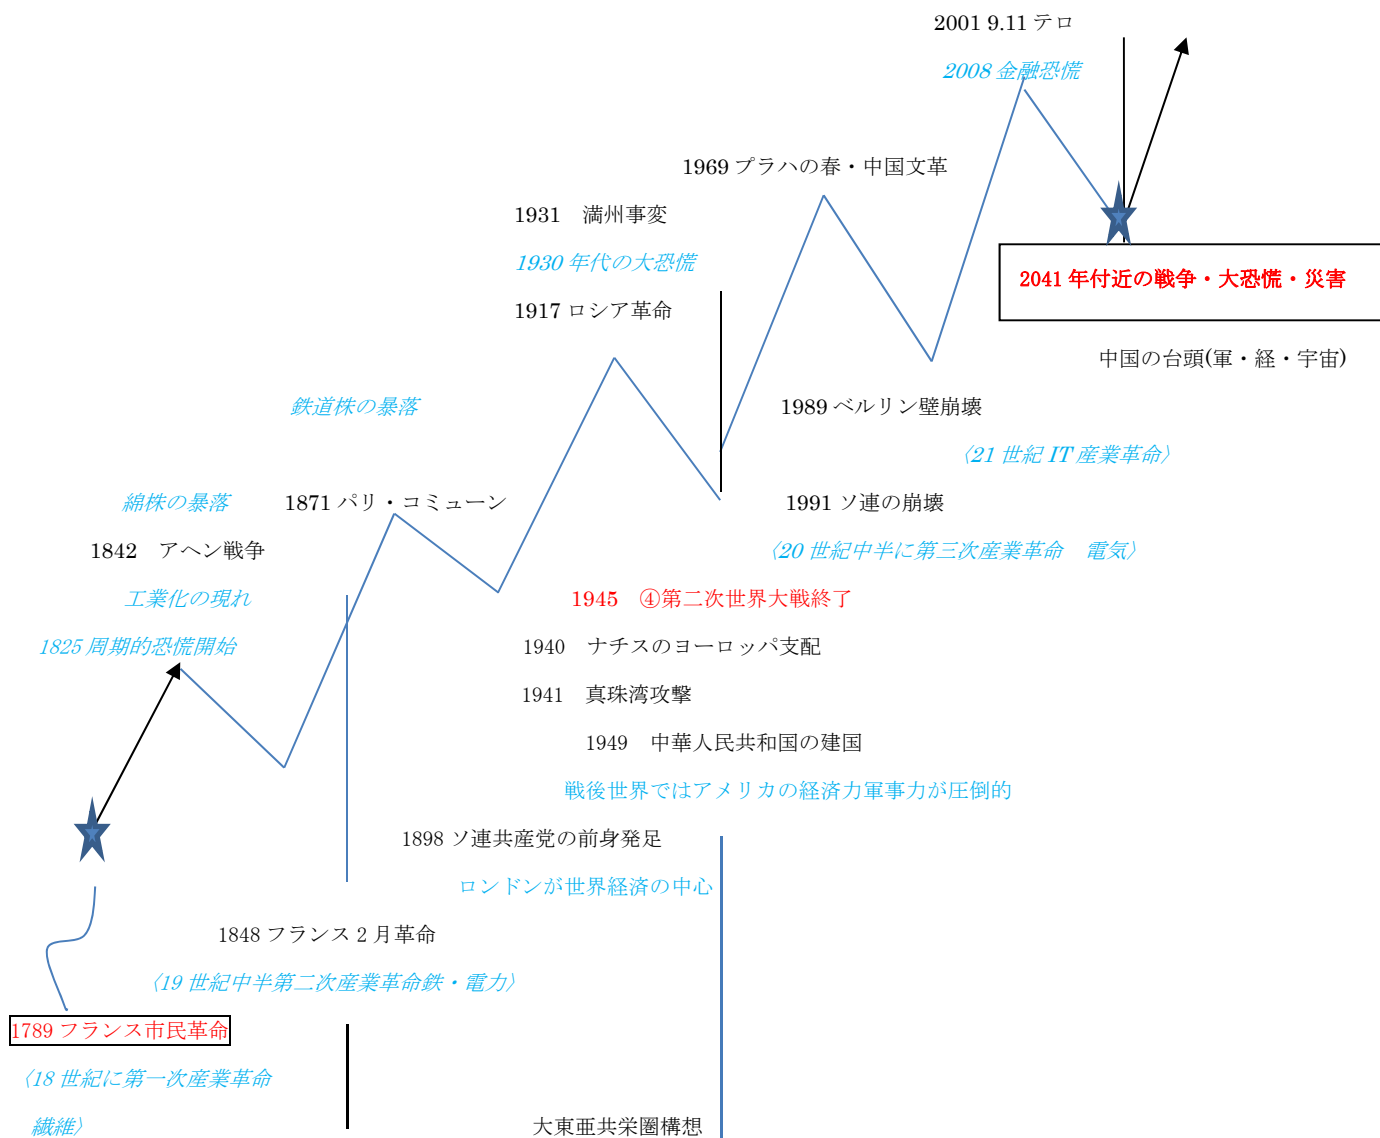 2001 9.11 テロ
2008 金融恐慌
1969 プラハの春・中国文革
1931　満州事変
1930 年代の大恐慌
2041 年付近の戦争・大恐慌・災害
1917 ロシア革命
中国の台頭(軍・経・宇宙)
鉄道株の暴落
1989 ベルリン壁崩壊
〈21 世紀 IT 産業革命〉
綿株の暴落
1871 パリ・コミューン
1991 ソ連の崩壊
1842　アヘン戦争
〈20 世紀中半に第三次産業革命　電気〉
工業化の現れ
1945　④第二次世界大戦終了
1825 周期的恐慌開始
1940　ナチスのヨーロッパ支配
1941　真珠湾攻撃
1949　中華人民共和国の建国
戦後世界ではアメリカの経済力軍事力が圧倒的
1898 ソ連共産党の前身発足
ロンドンが世界経済の中心
1848 フランス 2 月革命
〈19 世紀中半第二次産業革命鉄・電力〉
1789 フランス市民革命
〈18 世紀に第一次産業革命
繊維〉
大東亜共栄圏構想